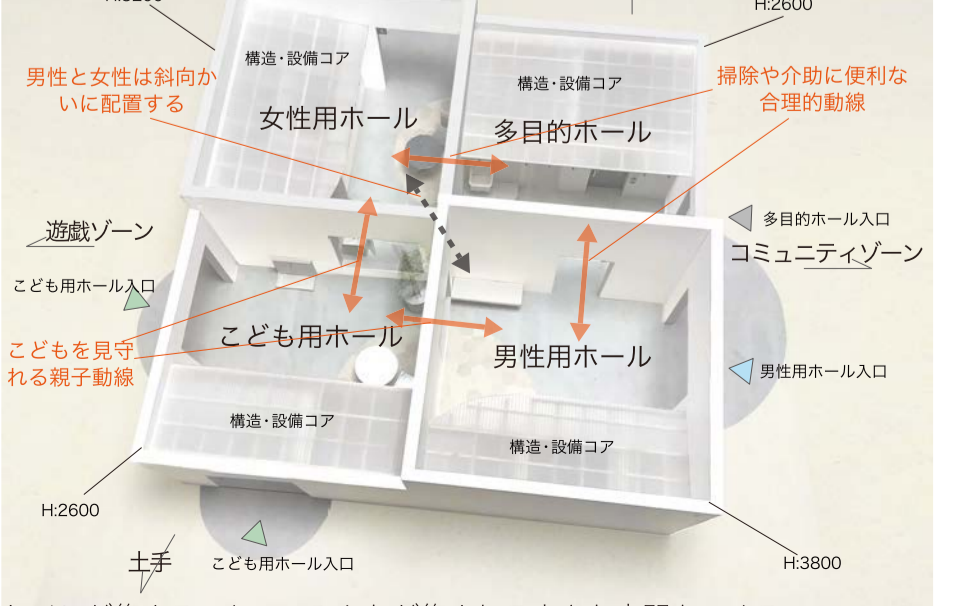 H:2600
構造・設備コア
構造・設備コア
男性と女性は斜向か
いに配置する
掃除や介助に便利な
合理的動線
女性用ホール
多目的ホール
多目的ホール入口
遊戯ゾーン
コミュニティゾーン
こども用ホール入口
こどもを見守
れる親子動線
こども用ホール
男性用ホール
男性用ホール入口
構造・設備コア
構造・設備コア
H:2600
土手
こども用ホール入口
H:3800